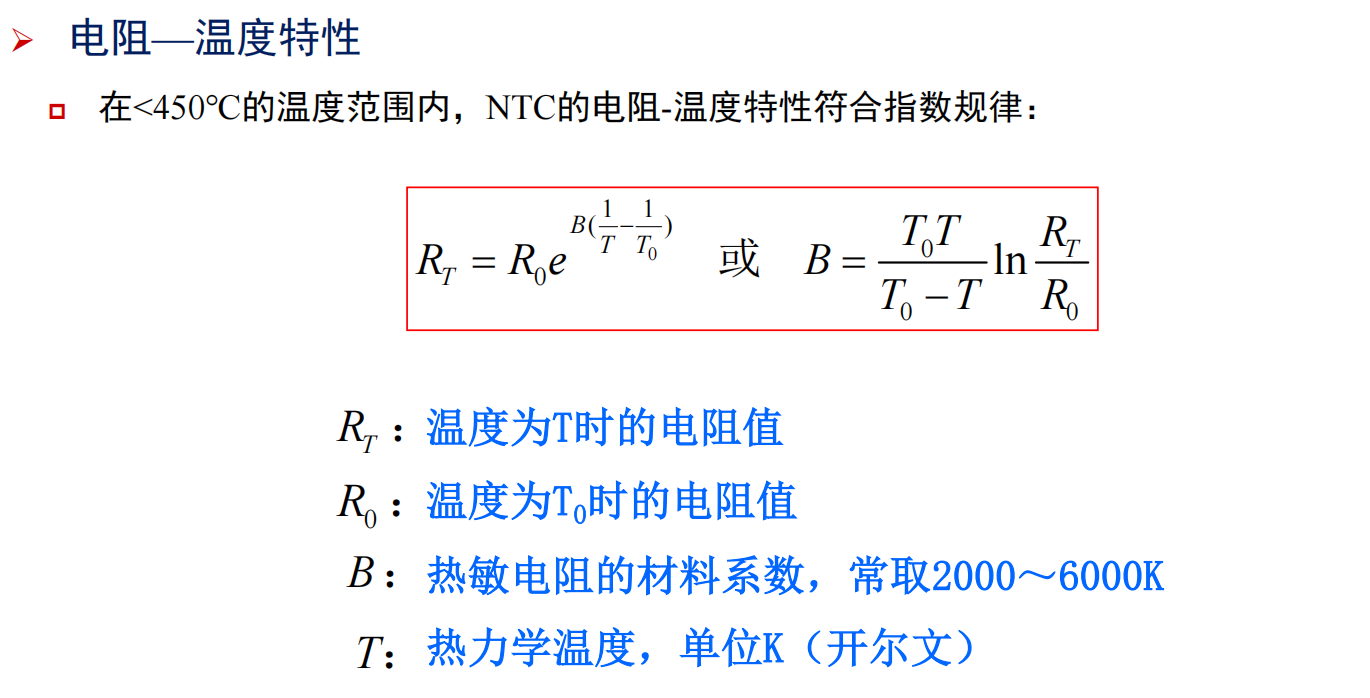 电阻—温度特性
在<450℃的温度范围内，NTC的电阻-温度特性符合指数规律：
R_T = R_0 e^{B(\frac{1}{T}-\frac{1}{T_0})} 或 B = \frac{T_0 T}{T_0 - T} \ln \frac{R_T}{R_0}
R_T：温度为T时的电阻值
R_0：温度为T_0时的电阻值
B：热敏电阻的材料系数，常取2000～6000K
T：热力学温度，单位K（开尔文）